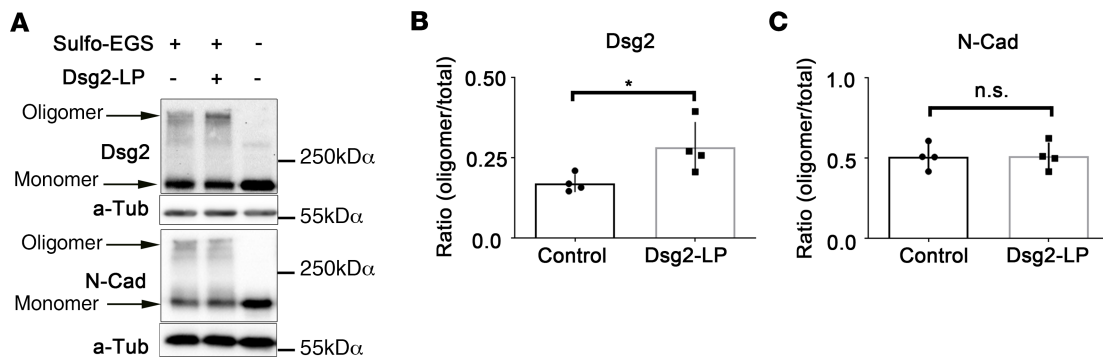 A
Sulfo-EGS + + -
Dsg2-LP - + -
Oligomer
Dsg2
250kDα
Monomer
a-Tub
55kDα
Oligomer
250kDα
N-Cad
Monomer
a-Tub
55kDα
B
Dsg2
Ratio (oligomer/total)
0.50
0.25
0.0
*
Control Dsg2-LP
C
N-Cad
Ratio (oligomer/total)
1.0
0.5
0.0
n.s.
Control Dsg2-LP